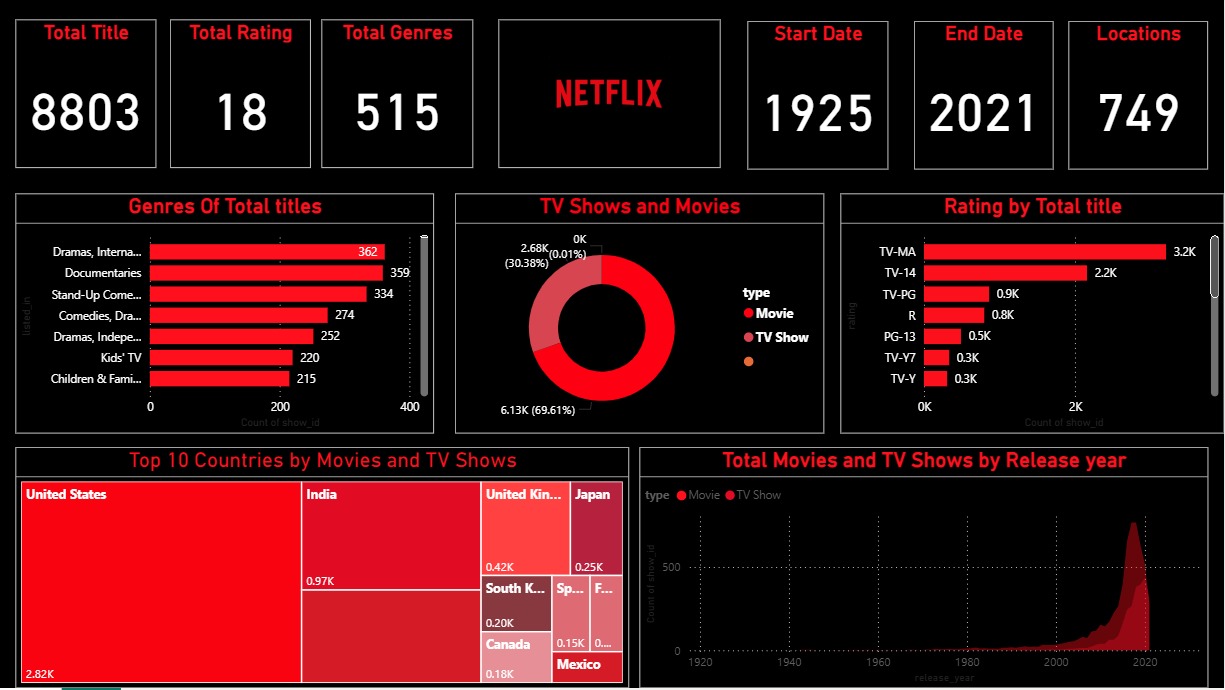 Total Title
8803
Total Rating
18
Total Genres
515
NETFLIX
Start Date
1925
End Date
2021
Locations
749
Genres Of Total titles
listed_in
Dramas, Interna... 362
Documentaries 359
Stand-Up Come... 334
Comedies, Dra... 274
Dramas, Indepe... 252
Kids' TV 220
Children & Fami... 215
0 200 400
Count of show_id
TV Shows and Movies
0K
(0.01%)
2.68K
(30.38%)
6.13K (69.61%)
type
Movie
TV Show
Rating by Total title
rating
TV-MA 3.2K
TV-14 2.2K
TV-PG 0.9K
R 0.8K
PG-13 0.5K
TV-Y7 0.3K
TV-Y 0.3K
0K 2K
Count of show_id
Top 10 Countries by Movies and TV Shows
United States
2.82K
India
0.97K
United Kin...
0.42K
Japan
0.25K
South K...
0.20K
Sp...
0.15K
F...
0....
Canada
0.18K
Mexico
Total Movies and TV Shows by Release year
type Movie TV Show
Count of show_id
500
0
1920 1940 1960 1980 2000 2020
release_year